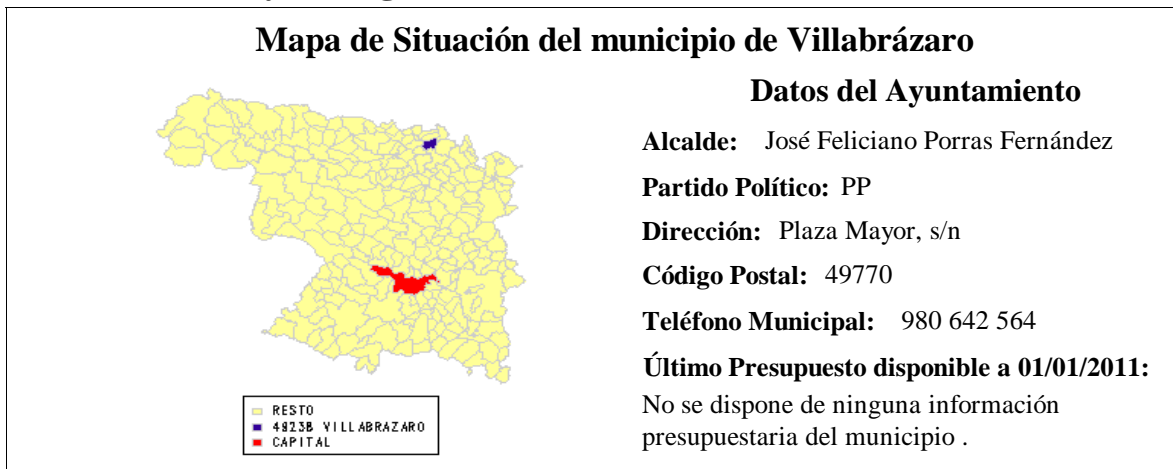 Mapa de Situación del municipio de Villabrázaro
Datos del Ayuntamiento
Alcalde: José Feliciano Porras Fernández
Partido Político: PP
Dirección: Plaza Mayor, s/n
Código Postal: 49770
Teléfono Municipal: 980 642 564
Último Presupuesto disponible a 01/01/2011:
No se dispone de ninguna información
presupuestaria del municipio .
RESTO
49238 VILLABRAZARO
CAPITAL